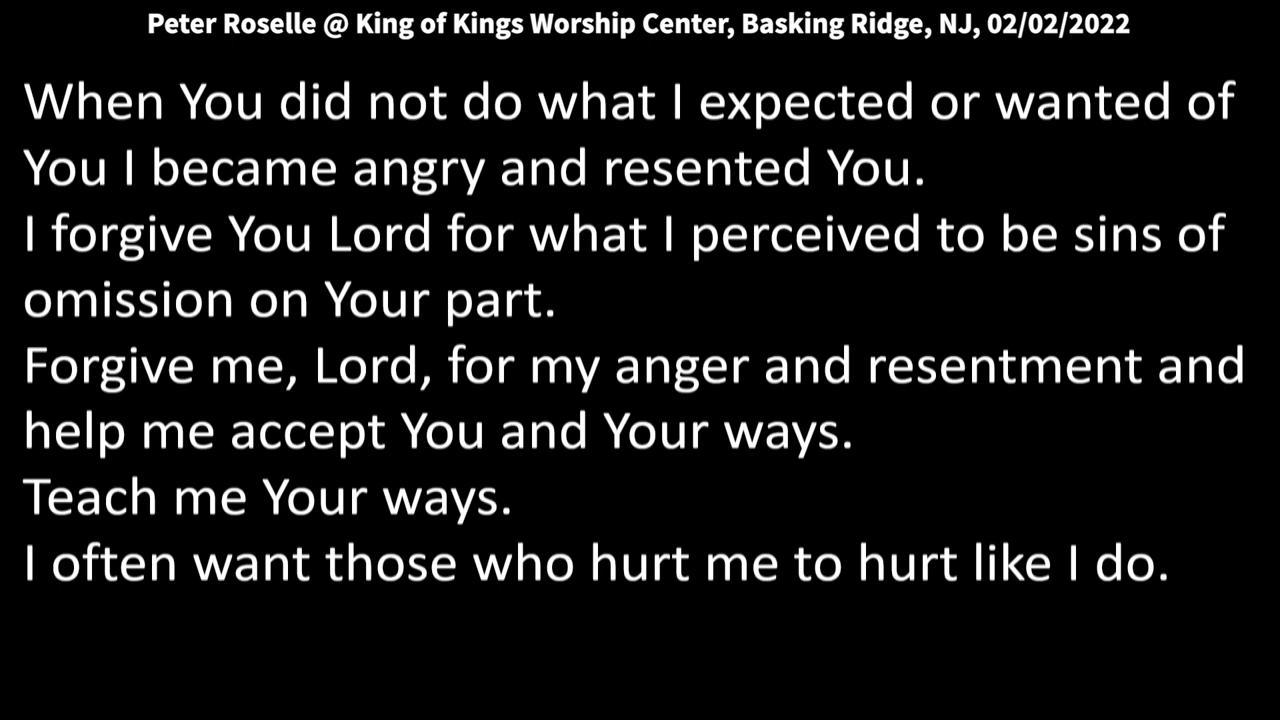 Peter Roselle @ King of Kings Worship Center, Basking Ridge, NJ, 02/02/2022
When You did not do what I expected or wanted of
You I became angry and resented You.
I forgive You Lord for what I perceived to be sins of
omission on Your part.
Forgive me, Lord, for my anger and resentment and
help me accept You and Your ways.
Teach me Your ways.
I often want those who hurt me to hurt like I do.